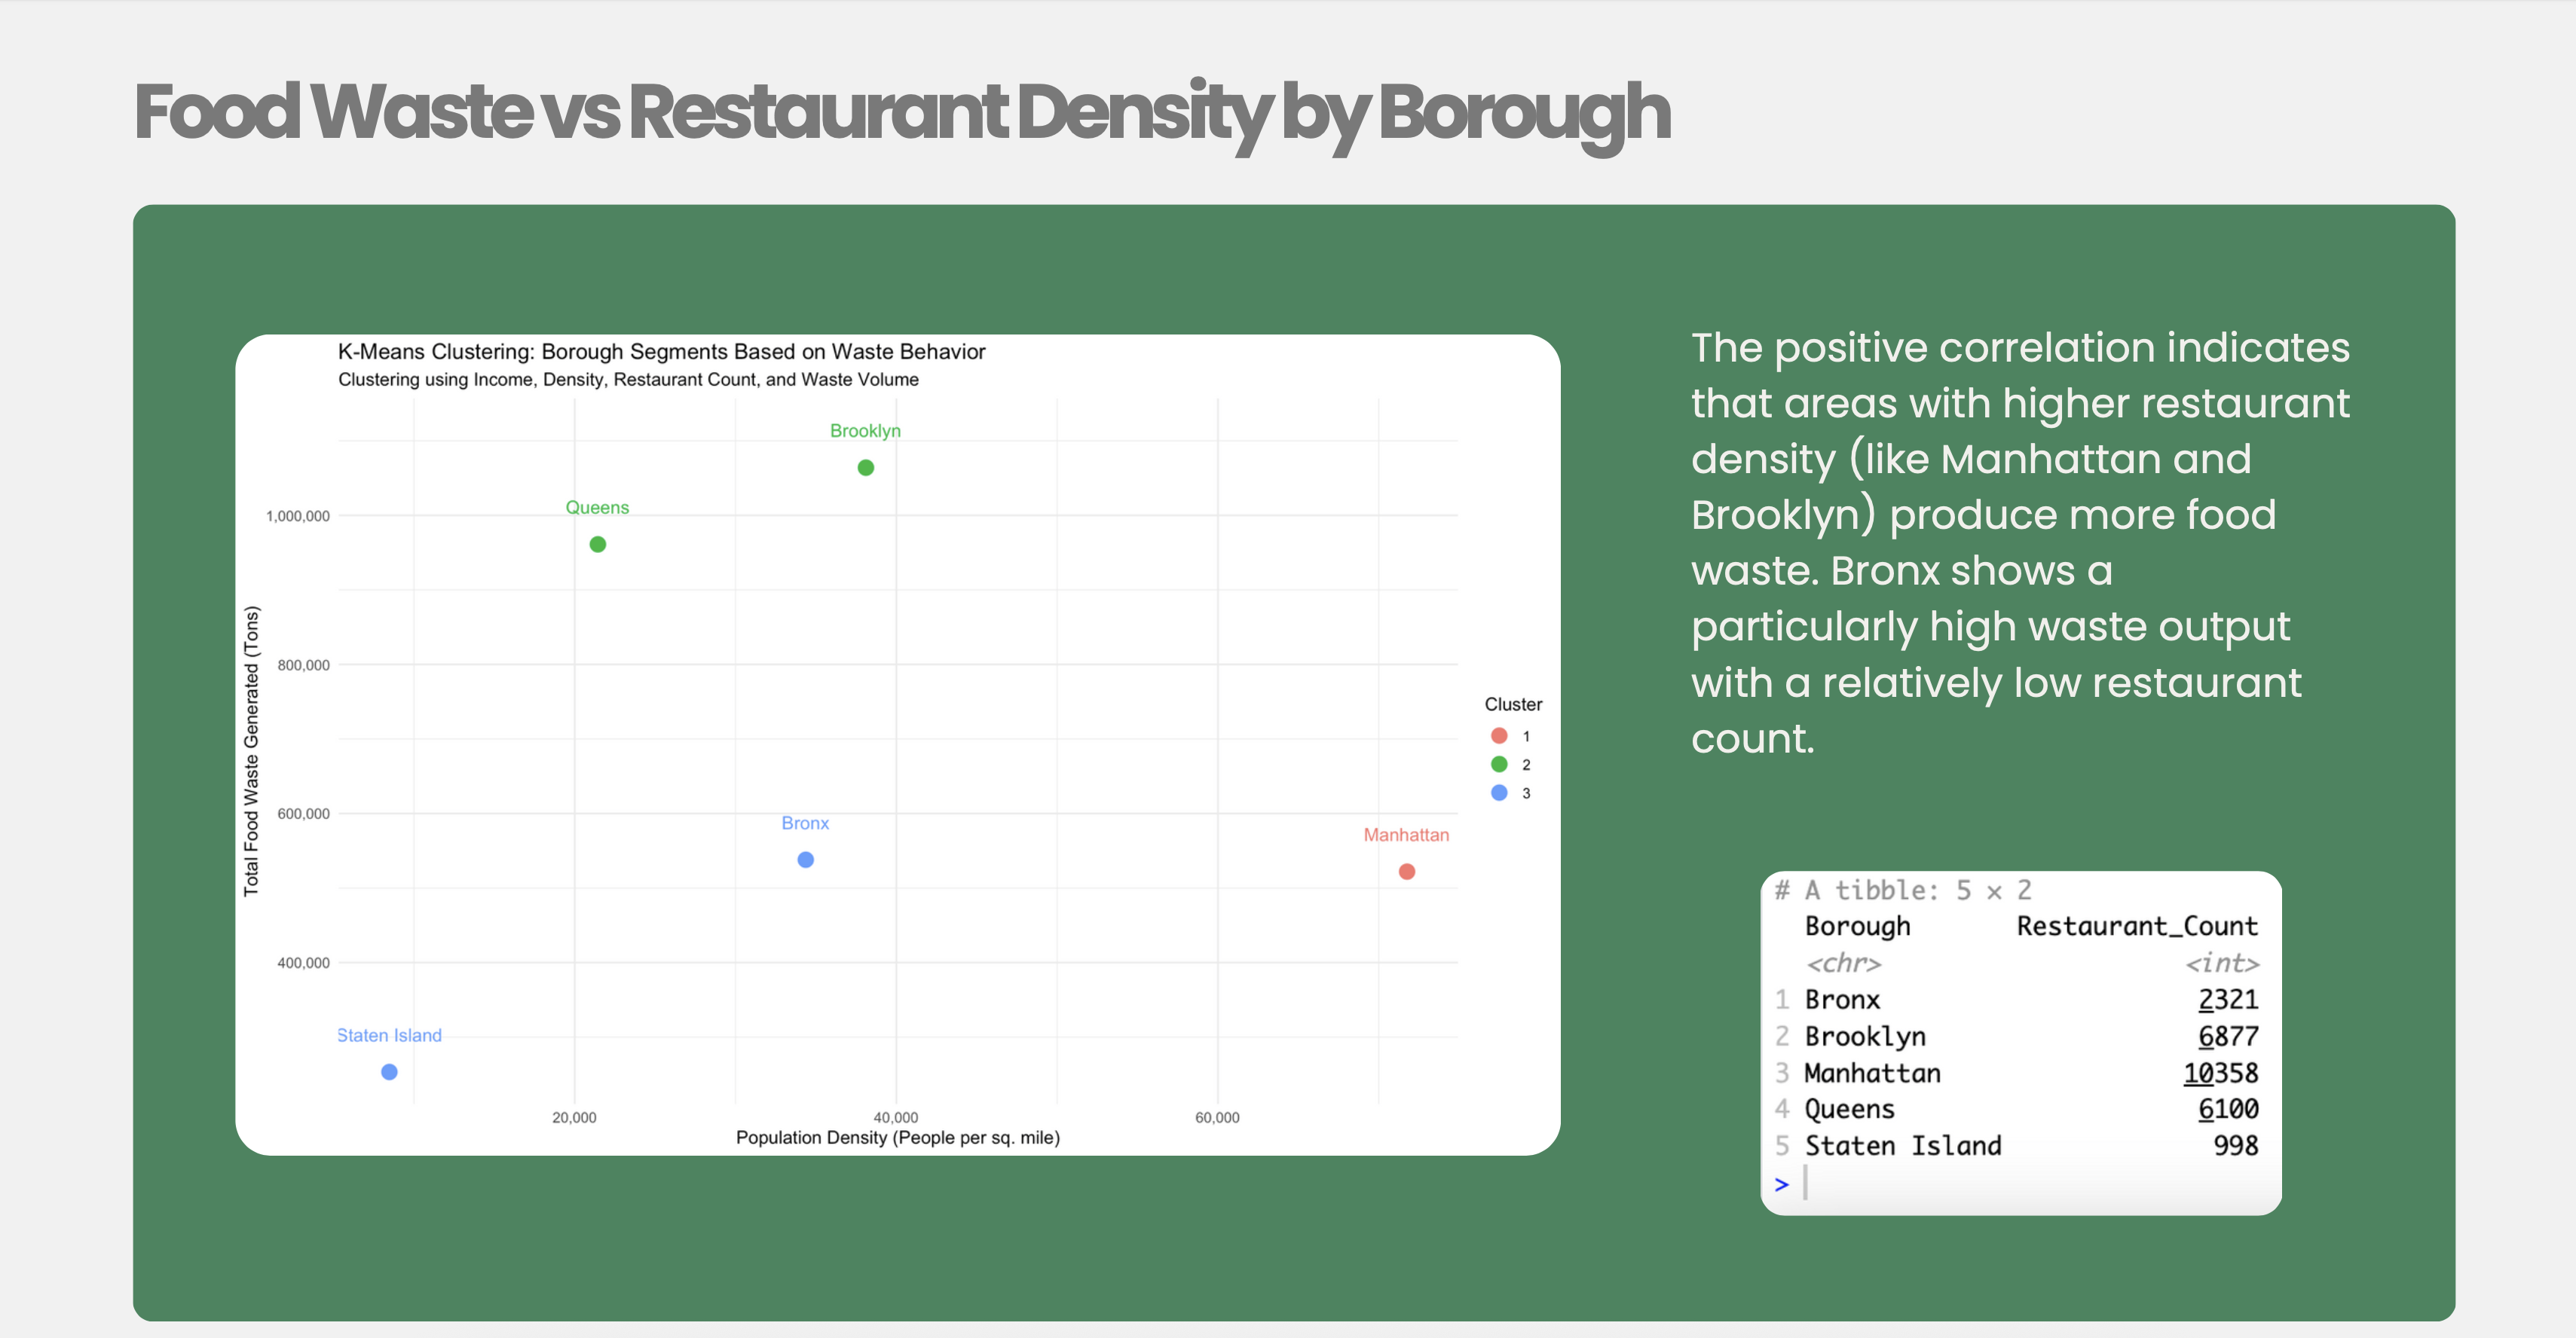 Food Waste vs Restaurant Density by Borough
K-Means Clustering: Borough Segments Based on Waste Behavior
Clustering using Income, Density, Restaurant Count, and Waste Volume
Total Food Waste Generated (Tons)
1,000,000
800,000
600,000
400,000
Brooklyn
Queens
Bronx
Manhattan
Staten Island
20,000
40,000
60,000
Population Density (People per sq. mile)
Cluster
1
2
3
The positive correlation indicates
that areas with higher restaurant
density (like Manhattan and
Brooklyn) produce more food
waste. Bronx shows a
particularly high waste output
with a relatively low restaurant
count.
# A tibble: 5 × 2
Borough Restaurant_Count
<chr> <int>
1 Bronx 2321
2 Brooklyn 6877
3 Manhattan 10358
4 Queens 6100
5 Staten Island 998
>